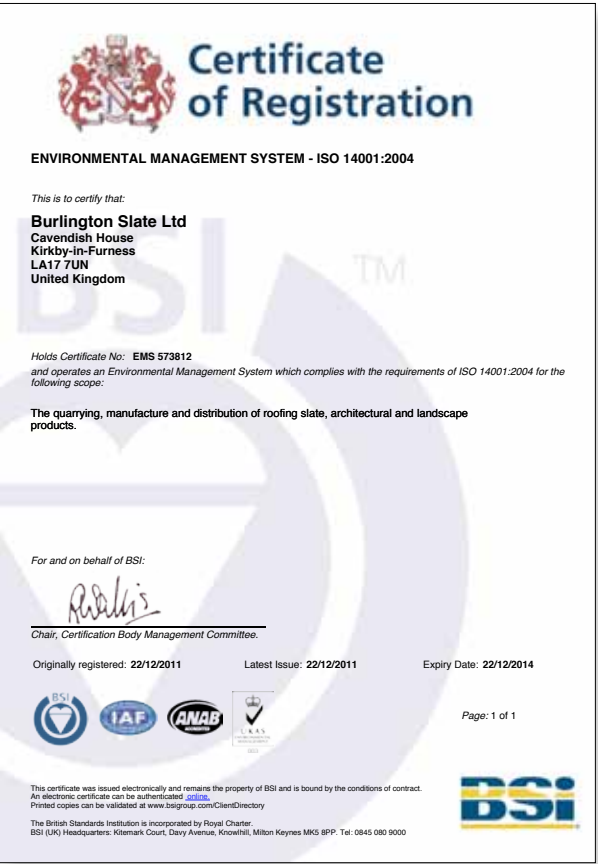 Certificate
of Registration
ENVIRONMENTAL MANAGEMENT SYSTEM - ISO 14001:2004
This is to certify that:
Burlington Slate Ltd
Cavendish House
Kirkby-in-Furness
LA17 7UN
United Kingdom
BSI
TM
Holds Certificate No: EMS 573812
and operates an Environmental Management System which complies with the requirements of ISO 14001:2004 for the
following scope:
The quarrying, manufacture and distribution of roofing slate, architectural and landscape
products.
For and on behalf of BSI:
Chair, Certification Body Management Committee.
Originally registered: 22/12/2011 Latest Issue: 22/12/2011 Expiry Date: 22/12/2014
BSI
IAF
ANAB
ACCREDITED
UKAS
Page: 1 of 1
This certificate was issued electronically and remains the property of BSI and is bound by the conditions of contract.
An electronic certificate can be authenticated online.
Printed copies can be validated at www.bsigroup.com/ClientDirectory
BSi
The British Standards Institution is incorporated by Royal Charter.
BSI (UK) Headquarters: Kitemark Court, Davy Avenue, Knowlhill, Milton Keynes MK5 8PP. Tel: 0845 080 9000